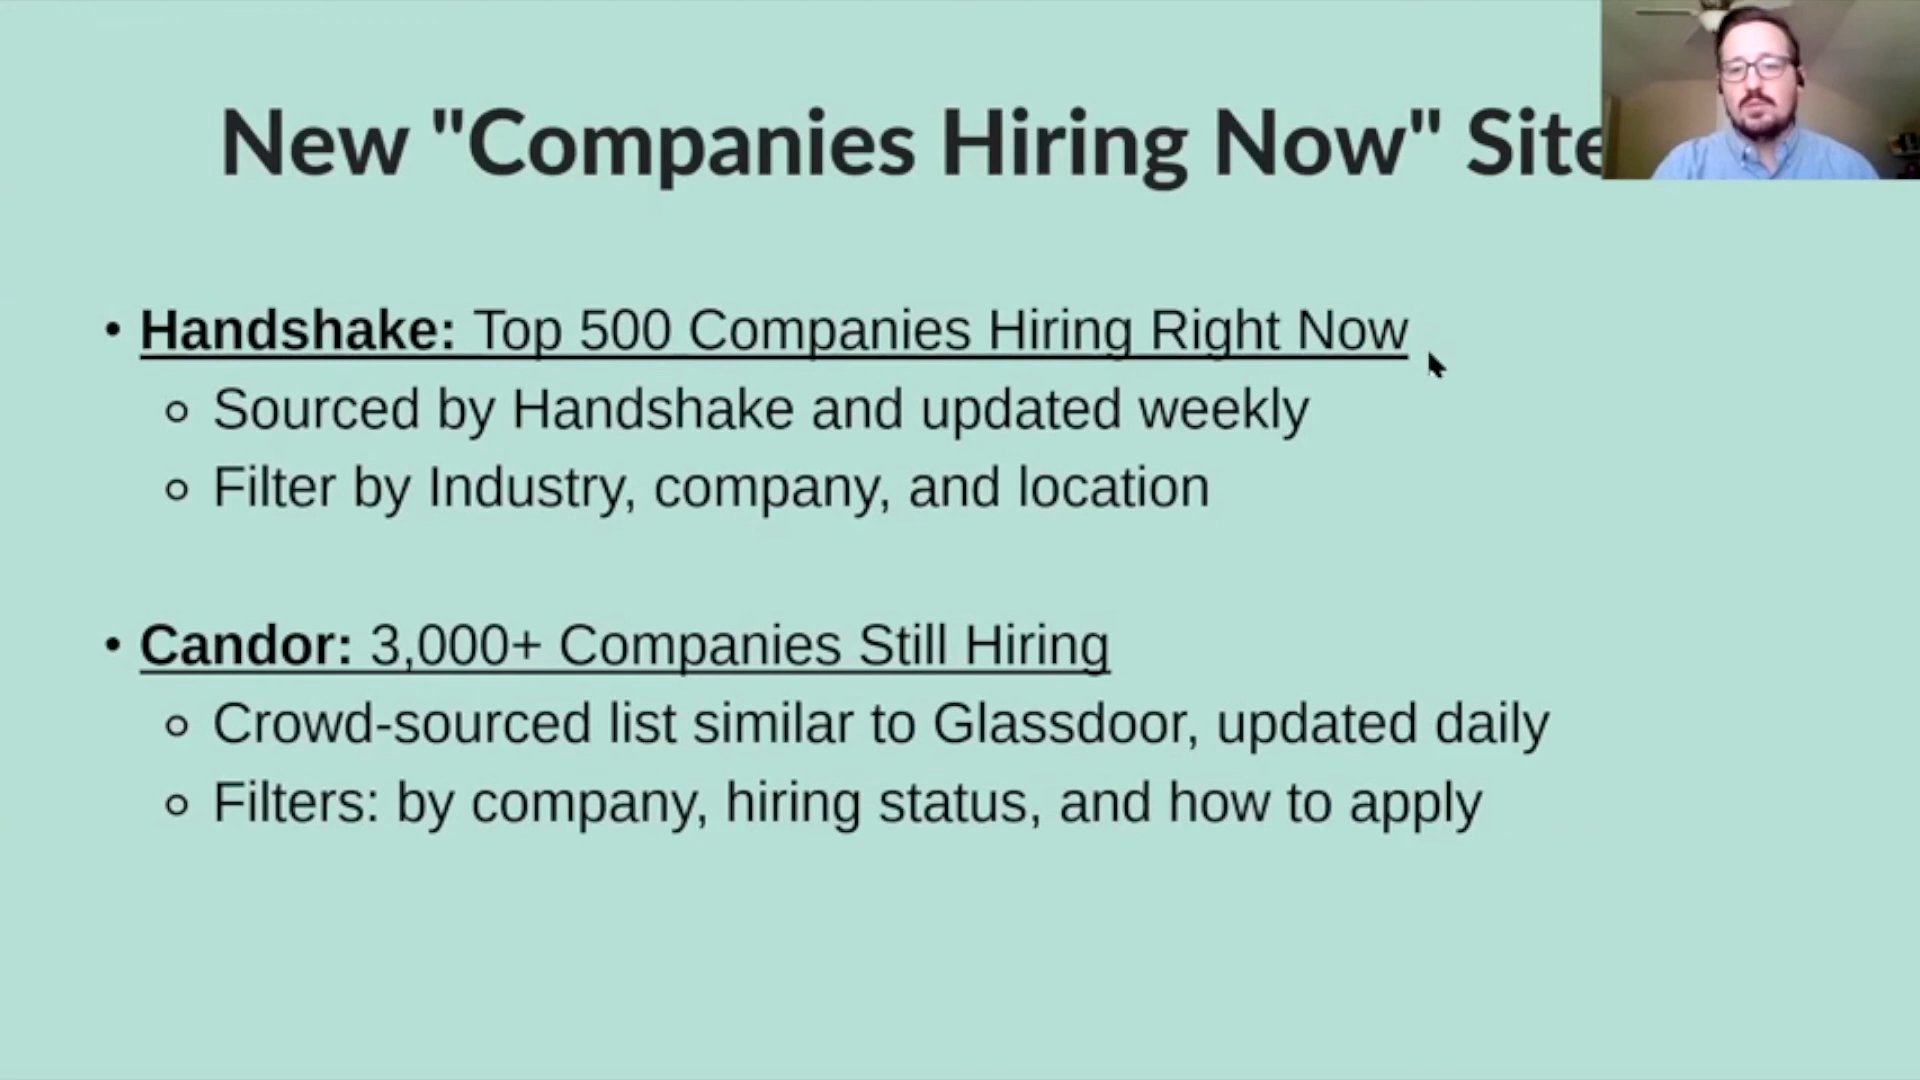 New "Companies Hiring Now" Site
• Handshake: Top 500 Companies Hiring Right Now
Sourced by Handshake and updated weekly
Filter by Industry, company, and location
• Candor: 3,000+ Companies Still Hiring
Crowd-sourced list similar to Glassdoor, updated daily
Filters: by company, hiring status, and how to apply